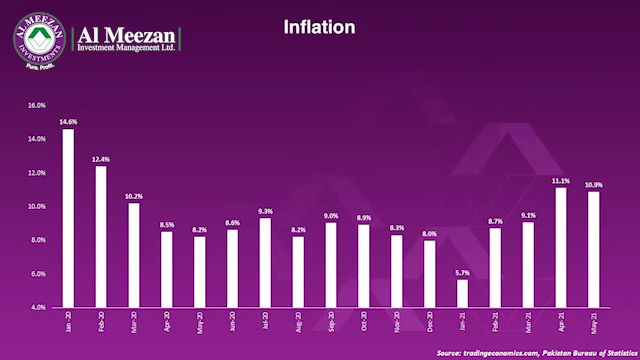 Inflation
AL MEEZAN
INVESTMENTS
Pure. Profit.
Al Meezan
Investment Management Ltd.
16.0%
14.0%
12.0%
10.0%
8.0%
6.0%
4.0%
14.6%
12.4%
10.2%
8.5%
8.2%
8.6%
9.3%
8.2%
9.0%
8.9%
8.3%
8.0%
5.7%
8.7%
9.1%
11.1%
10.9%
Jan-20
Feb-20
Mar-20
Apr-20
May-20
Jun-20
Jul-20
Aug-20
Sep-20
Oct-20
Nov-20
Dec-20
Jan-21
Feb-21
Mar-21
Apr-21
May-21
Source: tradingeconomics.com, Pakistan Bureau of Statistics